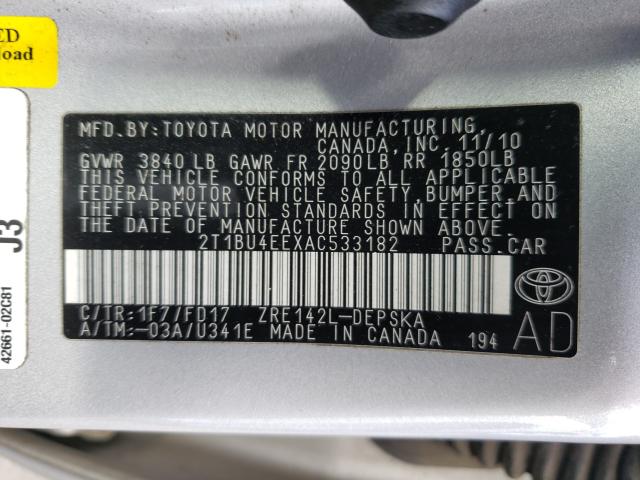 ED
load
J3
42661-02C81
MFD.BY:TOYOTA MOTOR MANUFACTURING,
CANADA,INC.11/10
GVWR 3840LB GAWR FR 2090LB RR 1850LB
THIS VEHICLE CONFORMS TO ALL APPLICABLE
FEDERAL MOTOR VEHICLE SAFETY,BUMPER,AND
THEFT PREVENTION STANDARDS IN EFFECT ON
THE DATE OF MANUFACTURE SHOWN ABOVE.
2T1BU4EEXAC533182 PASS.CAR
C/TR:1F7/FD17 ZRE142L-DEPSKA
A/TM:-03A/U341E MADE IN CANADA 194
AD